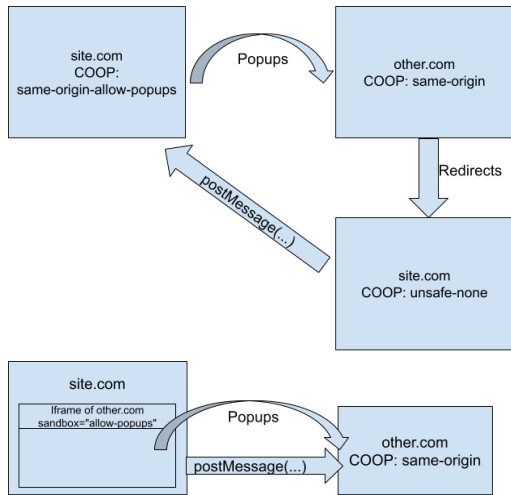 site.com
COOP:
same-origin-allow-popups
Popups
other.com
COOP: same-origin
Redirects
postMessage(...)
site.com
COOP: unsafe-none
site.com
Iframe of other.com
sandbox="allow-popups"
Popups
postMessage(...)
other.com
COOP: same-origin